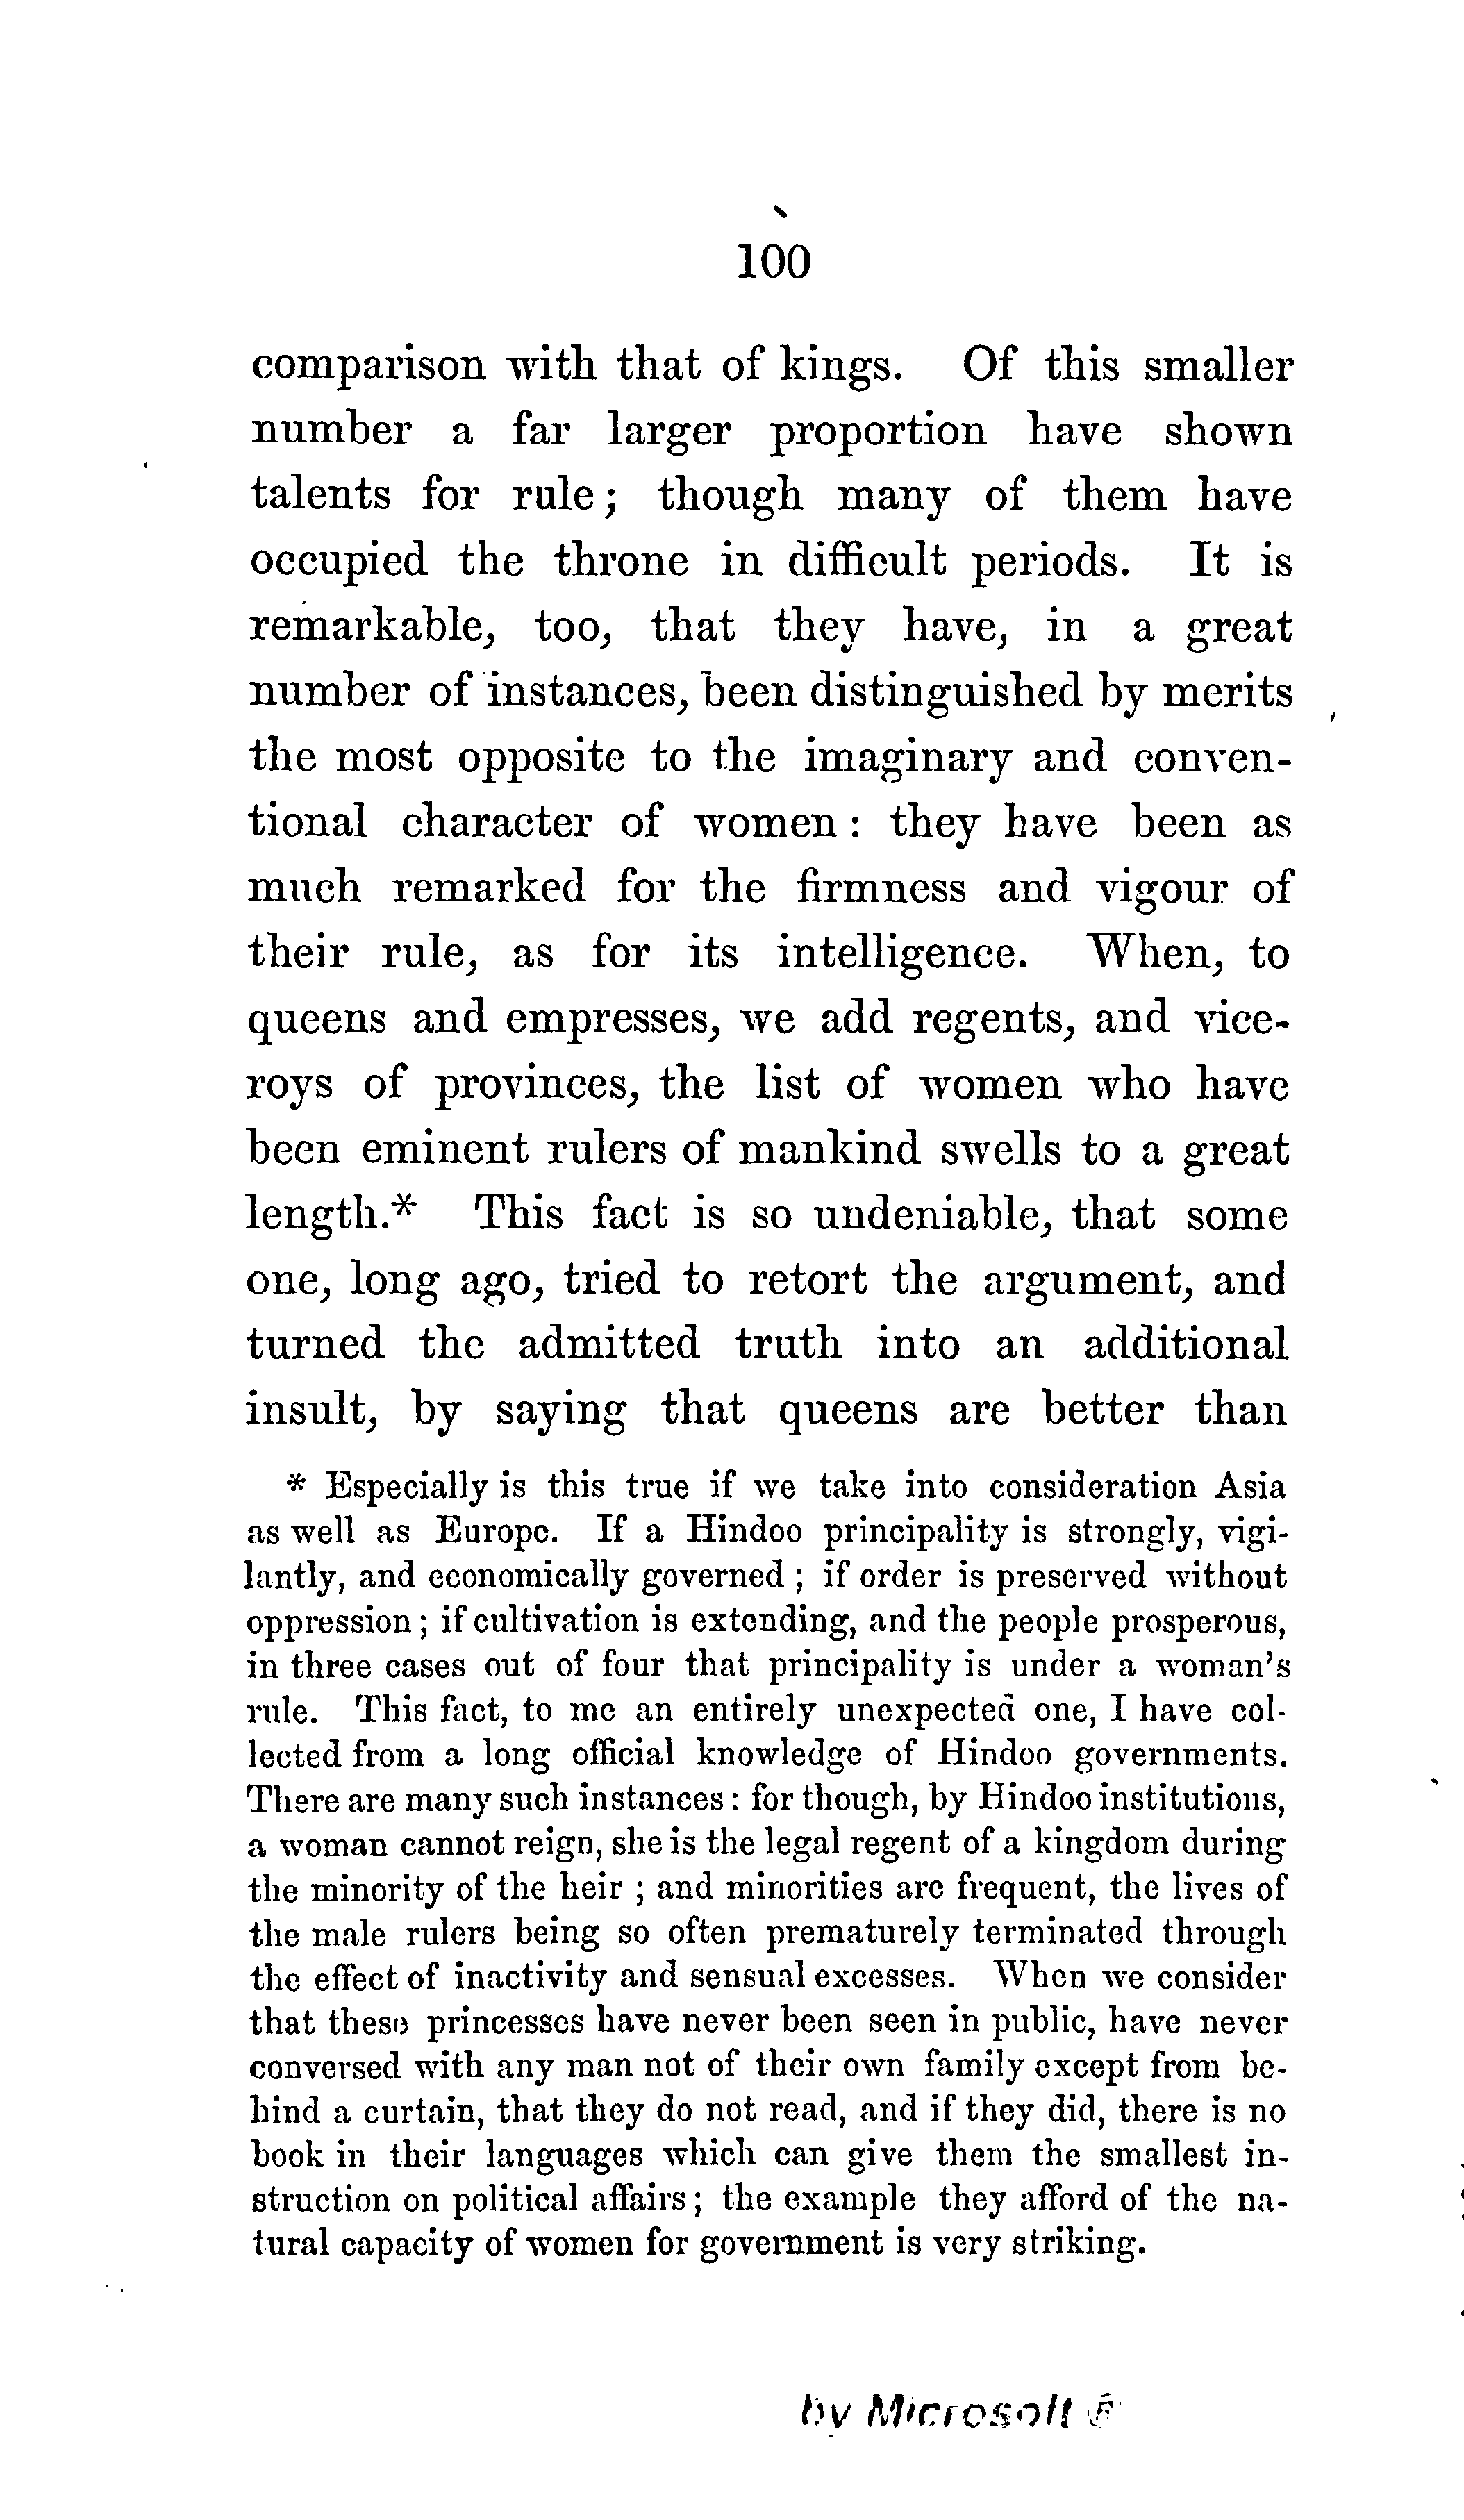 100
comparison with that of kings. Of this smaller
number a far larger proportion have shown
talents for rule; though many of them have
occupied the throne in difficult periods. It is
remarkable, too, that they have, in a great
number of instances, been distinguished by merits
the most opposite to the imaginary and conven-
tional character of women: they have been as
much remarked for the firmness and vigour of
their rule, as for its intelligence. When, to
queens and empresses, we add regents, and vice-
roys of provinces, the list of women who have
been eminent rulers of mankind swells to a great
length.* This fact is so undeniable, that some
one, long ago, tried to retort the argument, and
turned the admitted truth into an additional
insult, by saying that queens are better than
* Especially is this true if we take into consideration Asia
as well as Europe. If a Hindoo principality is strongly, vigi-
lantly, and economically governed; if order is preserved without
oppression; if cultivation is extending, and the people prosperous,
in three cases out of four that principality is under a woman's
rule. This fact, to me an entirely unexpected one, I have col-
lected from a long official knowledge of Hindoo governments.
There are many such instances: for though, by Hindoo institutions,
a woman cannot reign, she is the legal regent of a kingdom during
the minority of the heir; and minorities are frequent, the lives of
the male rulers being so often prematurely terminated through
the effect of inactivity and sensual excesses. When we consider
that these princesses have never been seen in public, have never
conversed with any man not of their own family except from be-
hind a curtain, that they do not read, and if they did, there is no
book in their languages which can give them the smallest in-
struction on political affairs; the example they afford of the na-
tural capacity of women for government is very striking.
by Microsoft ®